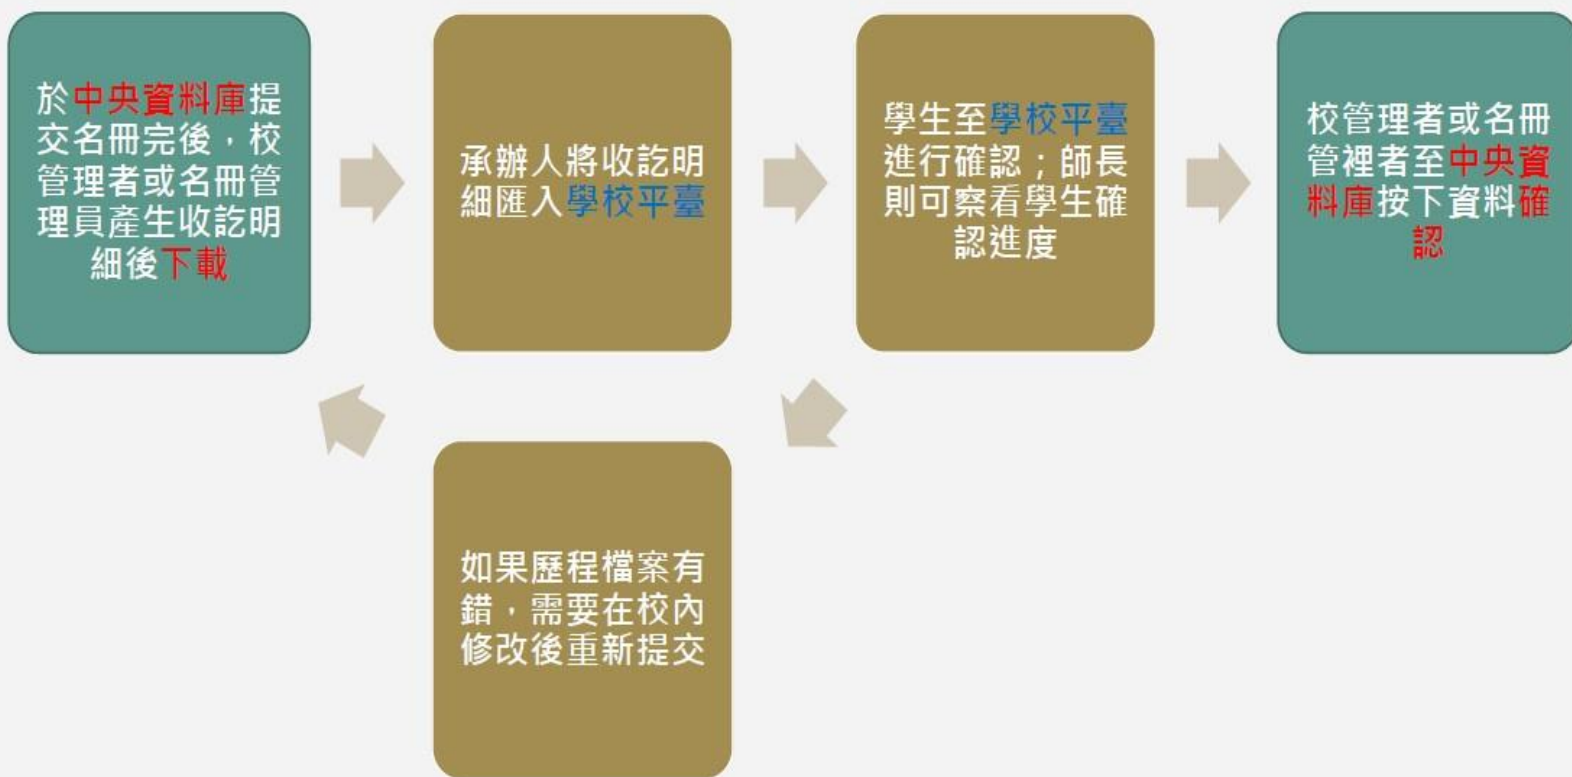 於中央資料庫提
交名冊完後，校
管理者或名冊管
理員產生收訖明
細後下載
承辦人將收訖明
細匯入學校平臺
學生至學校平臺
進行確認；師長
則可察看學生確
認進度
校管理者或名冊
管裡者至中央資
料庫按下資料確
認
如果歷程檔案有
錯，需要在校內
修改後重新提交